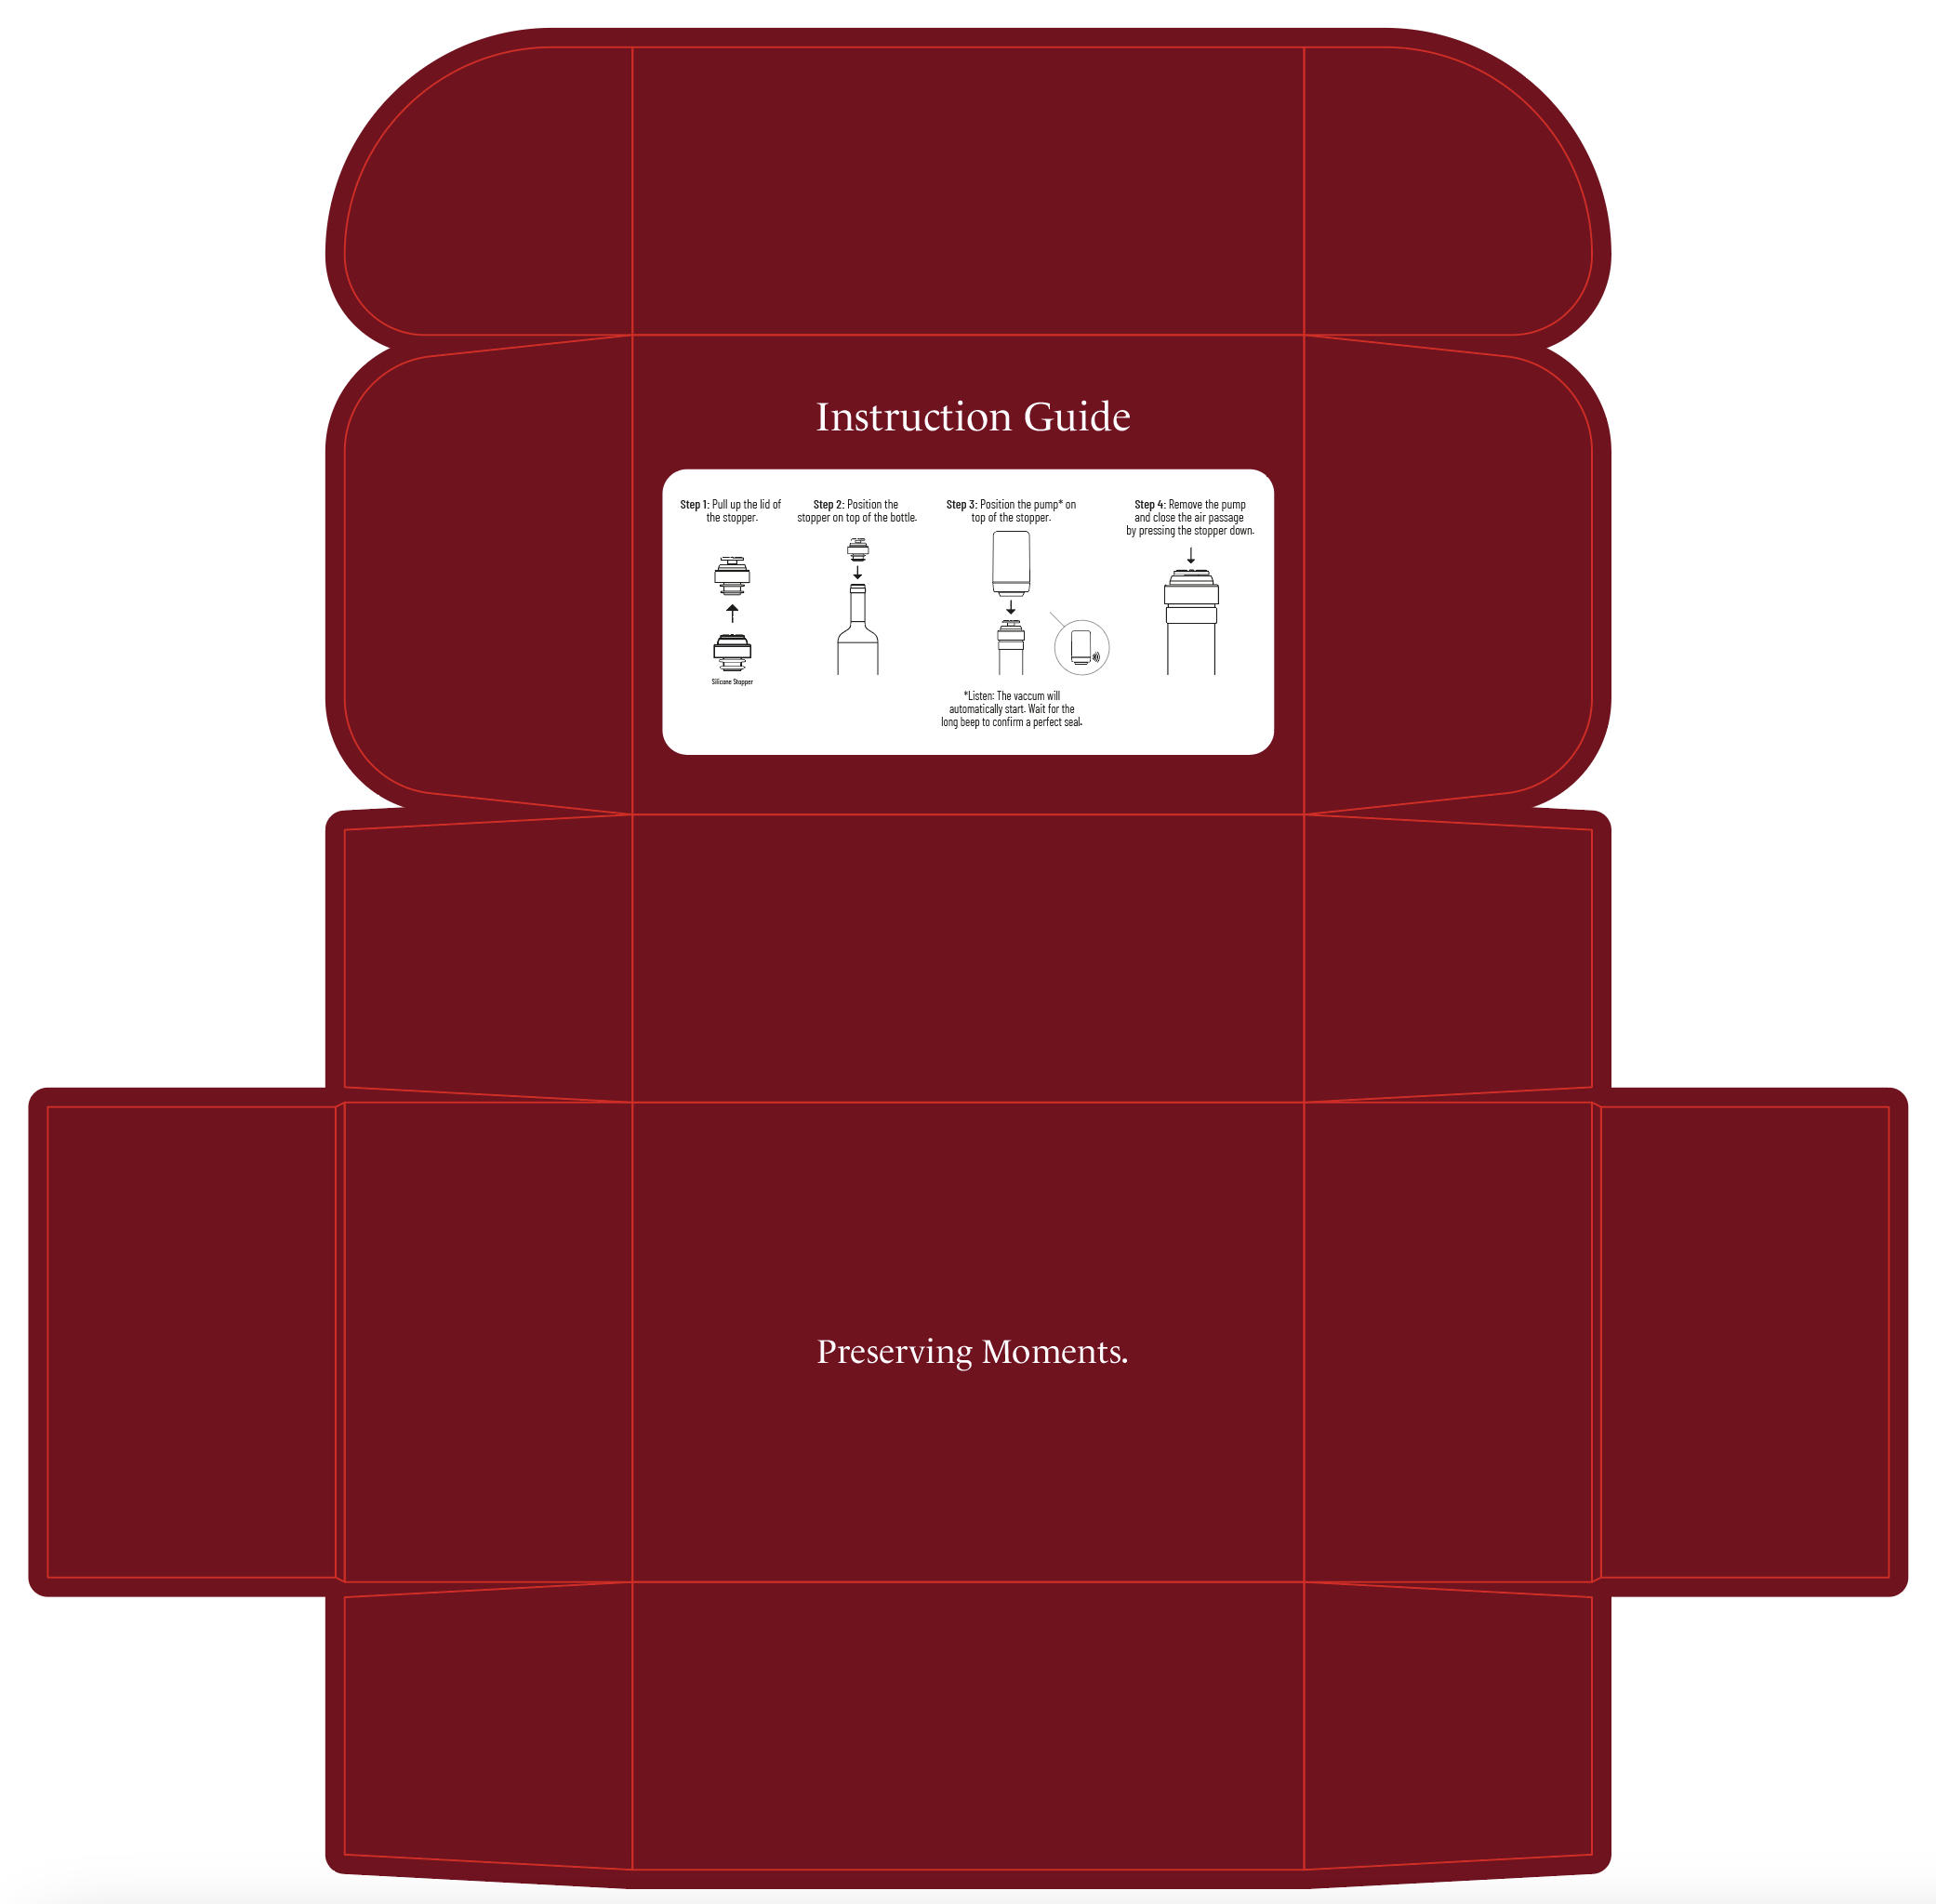 Instruction Guide
Step 1: Pull up the lid of
the stopper.
Silicone Stopper
Step 2: Position the
stopper on top of the bottle.
Step 3: Position the pump* on
top of the stopper.
*Listen: The vaccum will
automatically start. Wait for the
long beep to confirm a perfect seal.
Step 4: Remove the pump
and close the air passage
by pressing the stopper down.
Preserving Moments.